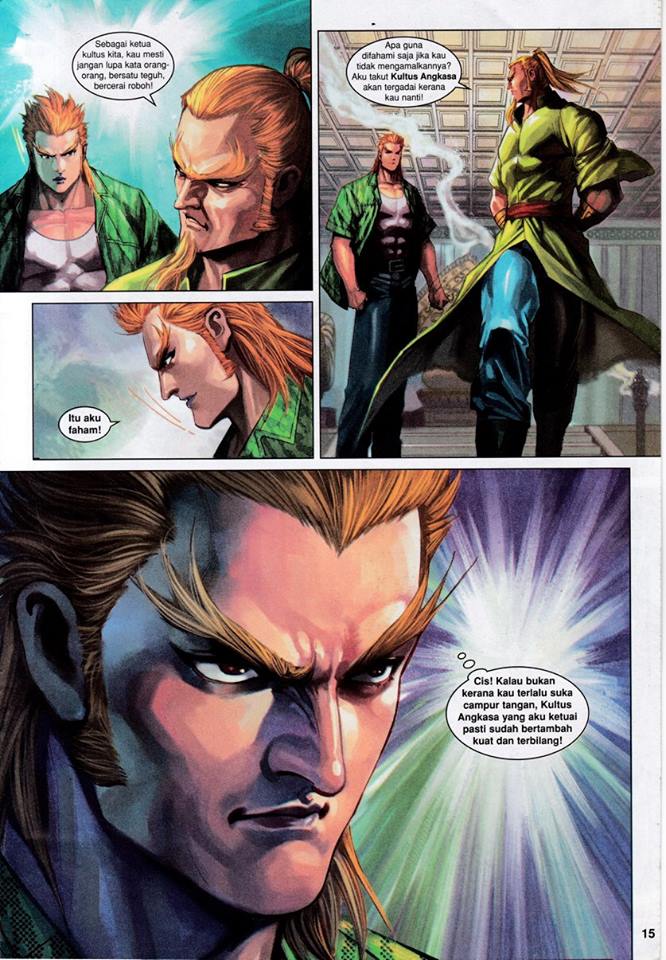 Sebagai ketua
kultus kita, kau mesti
jangan lupa kata orang-
orang, bersatu teguh,
bercerai roboh!
Apa guna
difahami saja jika kau
tidak mengamalkannya?
Aku takut Kultus Angkasa
akan tergadai kerana
kau nanti!
Itu aku
faham!
Cis! Kalau bukan
kerana kau terlalu suka
campur tangan, Kultus
Angkasa yang aku ketuai
pasti sudah bertambah
kuat dan terbilang!
15